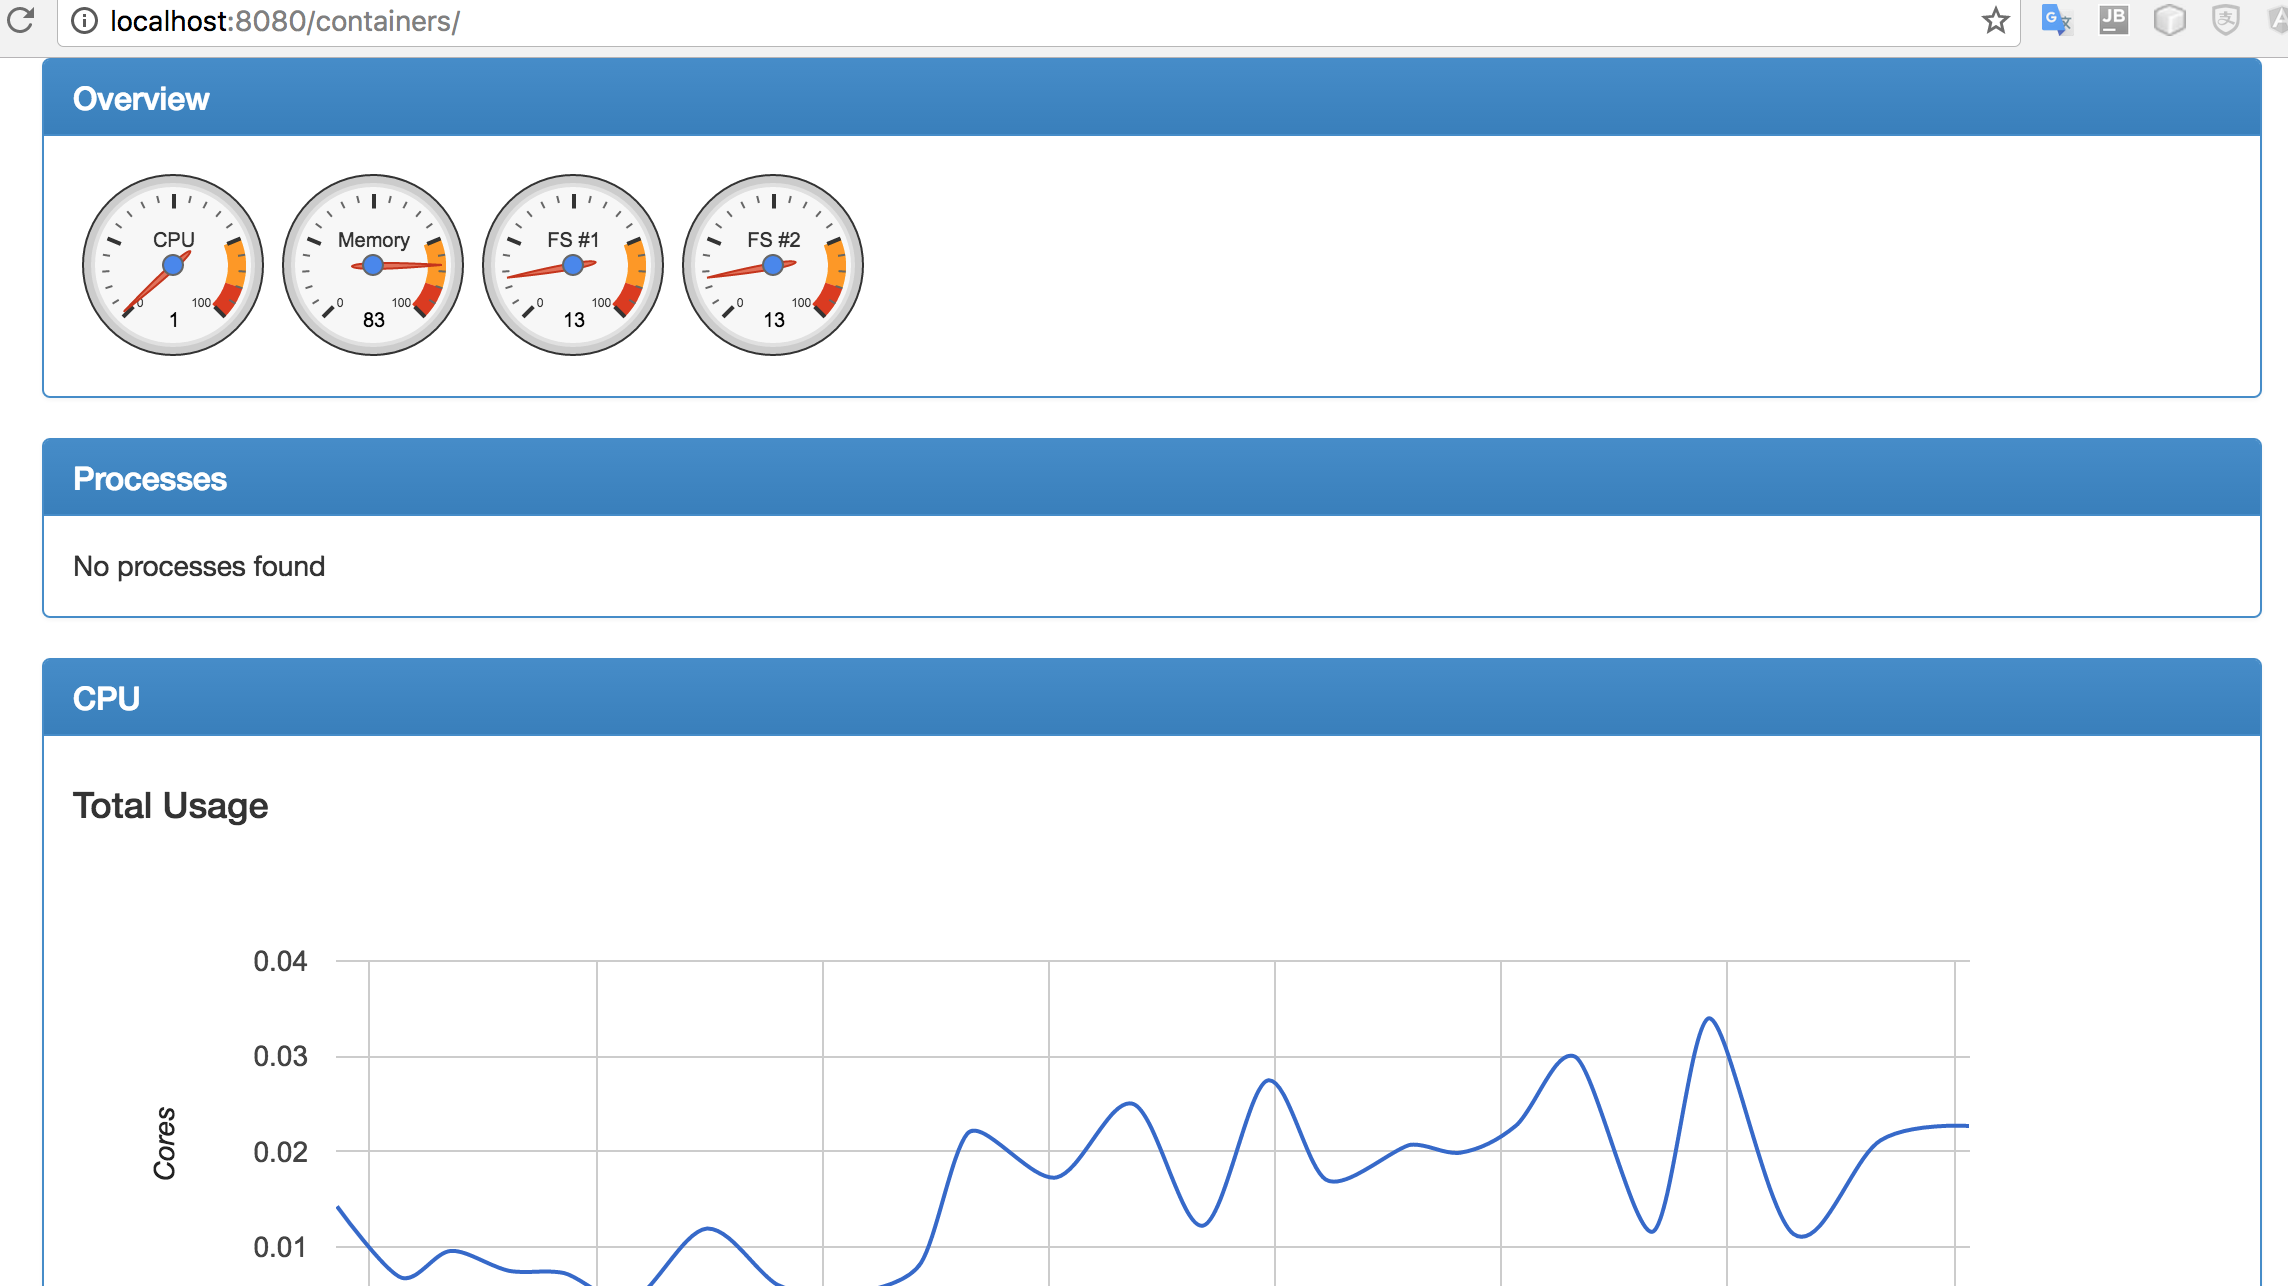 localhost:8080/containers/
JB
Overview
CPU
0
100
1
Memory
0
100
83
FS #1
0
100
13
FS #2
0
100
13
Processes
No processes found
CPU
Total Usage
0.04
0.03
Cores
0.02
0.01